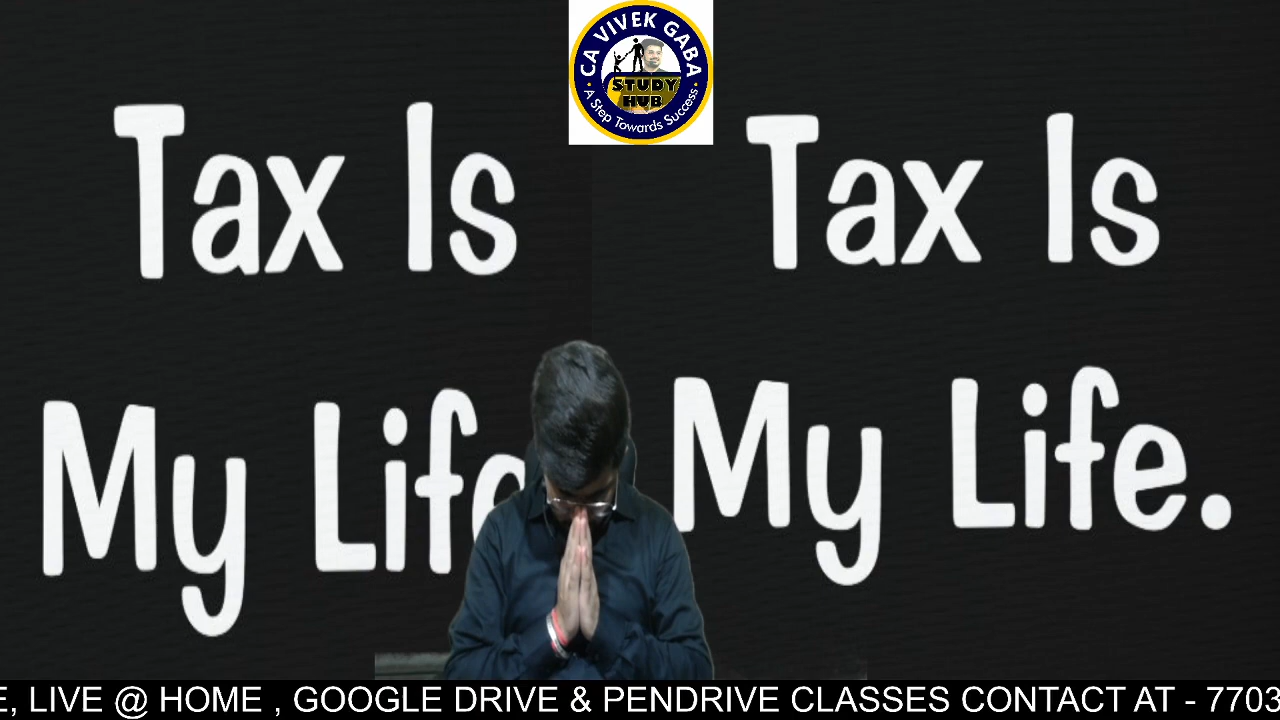 CA VIVEK GABA
STUDY
HUB
A Step Towards Success
Tax Is
My Life
Tax Is
My Life.
E, LIVE @ HOME , GOOGLE DRIVE & PENDRIVE CLASSES CONTACT AT - 7703